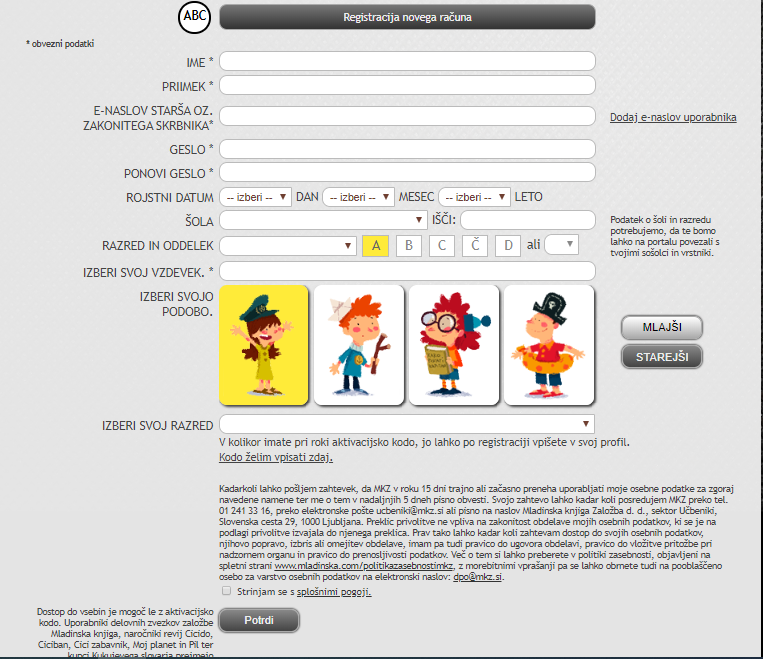 ABC
Registracija novega računa
* obvezni podatki
IME *
PRIIMEK *
E-NASLOV STARŠA OZ.
ZAKONITEGA SKRBNIKA*
Dodaj e-naslov uporabnika
GESLO *
PONOVI GESLO *
ROJSTNI DATUM -- izberi -- DAN -- izberi -- MESEC -- izberi -- LETO
ŠOLA IŠČI:
Podatek o šoli in razredu
potrebujemo, da te bomo
lahko na portalu povezali s
tvojimi sošolci in vrstniki.
RAZRED IN ODDELEK A B C Č D ali
IZBERI SVOJ VZDEVEK. *
IZBERI SVOJO
PODOBO.
MLAJŠI
STAREJŠI
IZBERI SVOJ RAZRED
V kolikor imate pri roki aktivacijsko kodo, jo lahko po registraciji vpišete v svoj profil.
Kodo želim vpisati zdaj.
Kadarkoli lahko pošljem zahtevek, da MKZ v roku 15 dni trajno ali začasno preneha uporabljati moje osebne podatke za zgoraj
navedene namene ter me o tem v nadaljnjih 5 dneh pisno obvesti. Svojo zahtevo lahko kadar koli posredujem MKZ preko tel.
01 241 33 16, preko elektronske pošte ucbeniki@mkz.si ali pisno na naslov Mladinska knjiga Založba d. d., sektor Učbeniki,
Slovenska cesta 29, 1000 Ljubljana. Preklic privolitve ne vpliva na zakonitost obdelave mojih osebnih podatkov, ki se je na
podlagi privolitve izvajala do njenega preklica. Prav tako lahko kadar koli zahtevam dostop do svojih osebnih podatkov,
njihovo popravo, izbris ali omejitev obdelave, imam pa tudi pravico do ugovora obdelavi, pravico do vložitve pritožbe pri
nadzornem organu in pravico do prenosljivosti podatkov. Več o tem si lahko preberete v politiki zasebnosti, objavljeni na
spletni strani www.mladinska.com/politikazasebnostimkz, z morebitnimi vprašanji pa se lahko obrnete tudi na pooblaščeno
osebo za varstvo osebnih podatkov na elektronski naslov: dpo@mkz.si.
Strinjam se s splošnimi pogoji.
Dostop do vsebin je mogoč le z aktivacijsko
kodo. Uporabniki delovnih zvezkov založbe
Mladinska knjiga, naročniki revij Cicido,
Ciciban, Cici zabavnik, Moj planet in Pil ter
kupci Kukujevega slovarja prejmejo
Potrdi